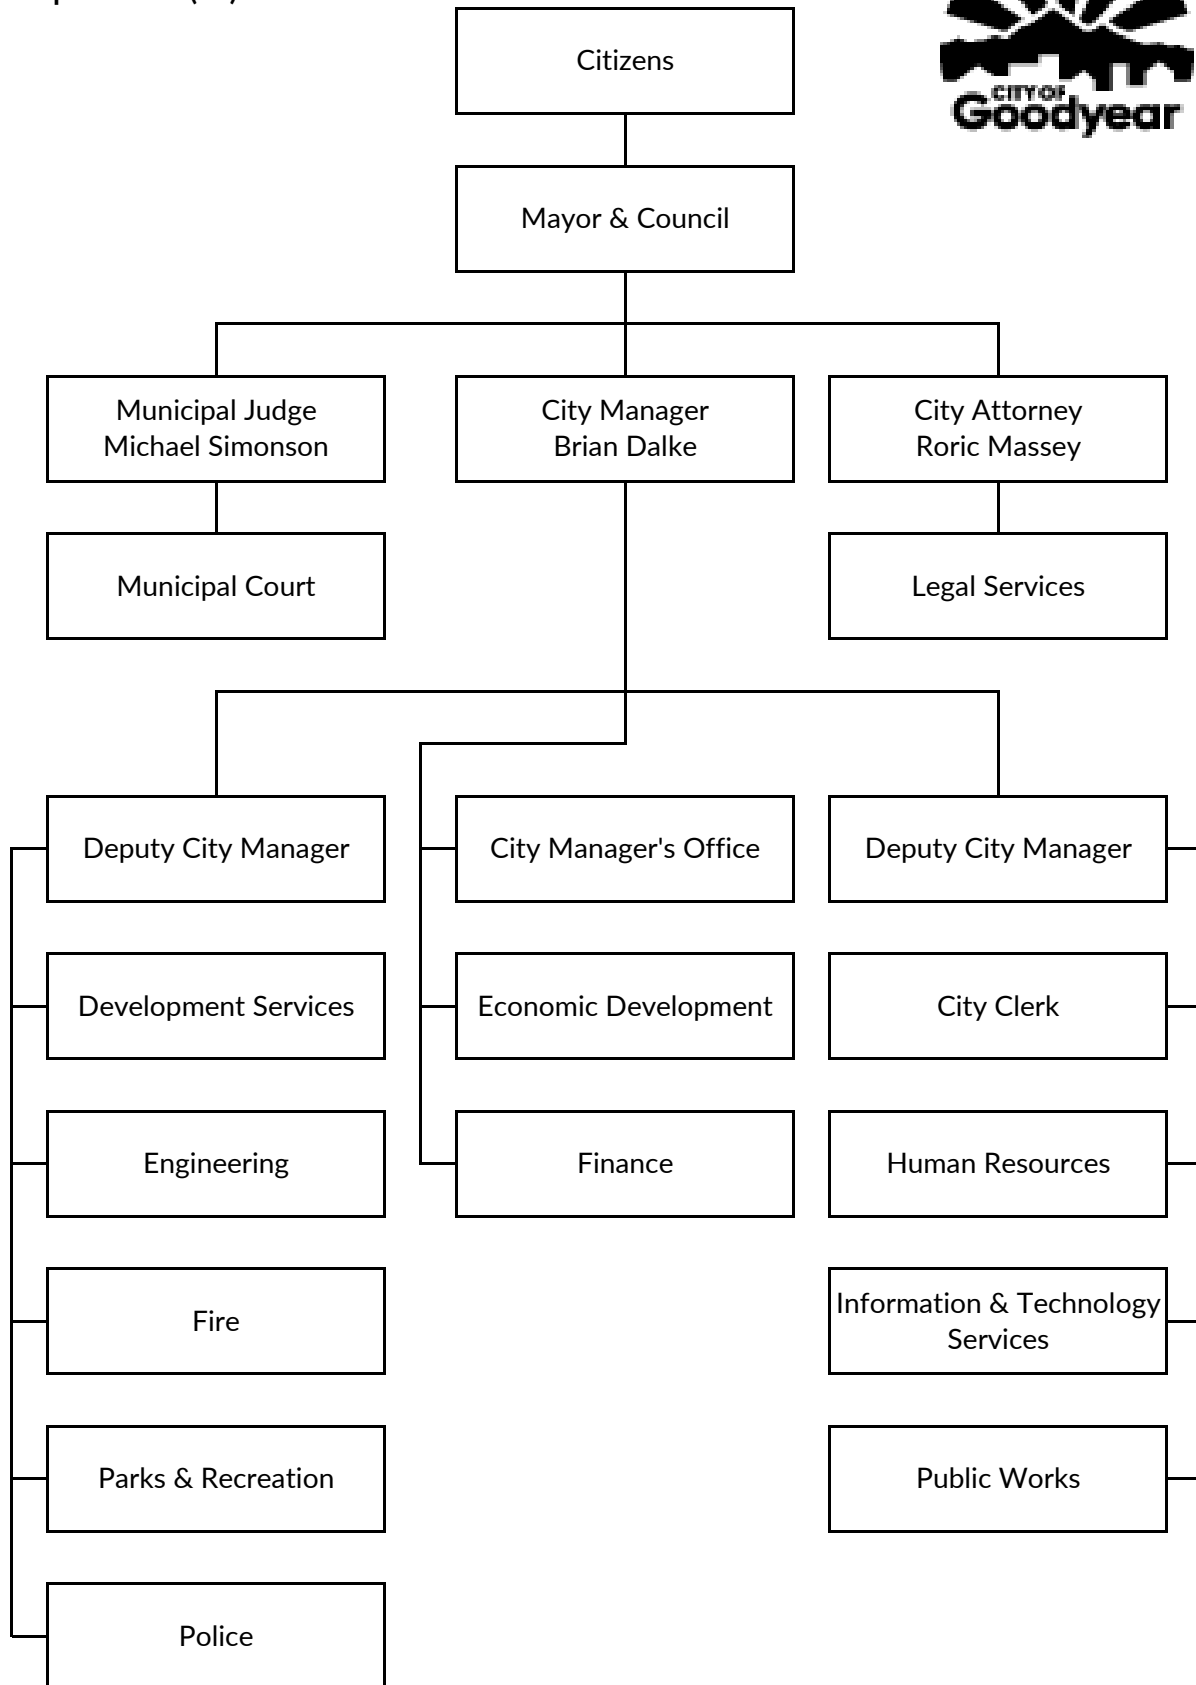 Citizens
CITY OF
Goodyear
Mayor & Council
Municipal Judge
Michael Simonson
City Manager
Brian Dalke
City Attorney
Roric Massey
Municipal Court
Legal Services
Deputy City Manager
City Manager's Office
Deputy City Manager
Development Services
Economic Development
City Clerk
Engineering
Finance
Human Resources
Fire
Information & Technology
Services
Parks & Recreation
Public Works
Police